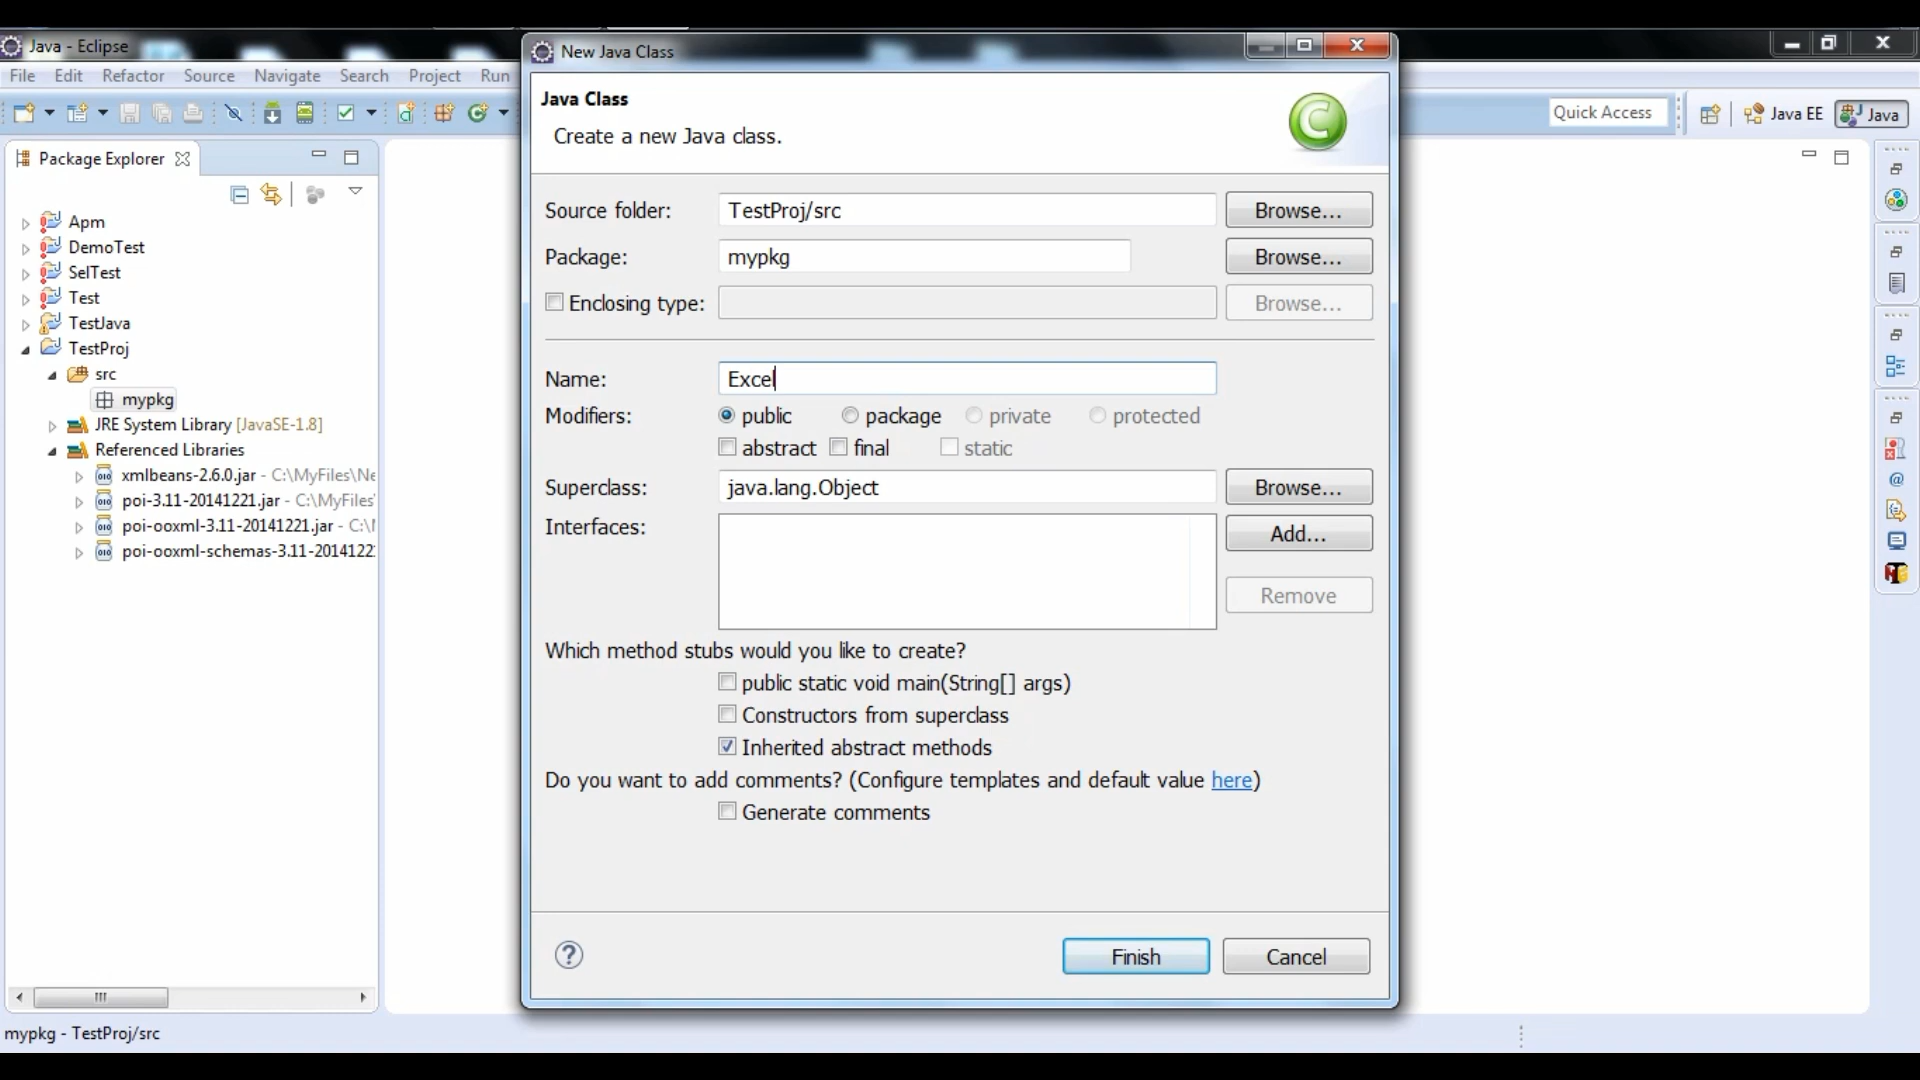 Java - Eclipse
New Java Class
File Edit Refactor Source Navigate Search Project Run
Java Class
Create a new Java class.
Quick Access
Java EE
Java
Package Explorer
Apm
DemoTest
SelTest
Test
TestJava
TestProj
src
mypkg
JRE System Library [JavaSE-1.8]
Referenced Libraries
xmlbeans-2.6.0.jar - C:\MyFiles\Ne
poi-3.11-20141221.jar - C:\MyFiles
poi-ooxml-3.11-20141221.jar - C:\
poi-ooxml-schemas-3.11-2014122
Source folder: TestProj/src Browse...
Package: mypkg Browse...
Enclosing type: Browse...
Name: Excel
Modifiers: public package private protected
abstract final static
Superclass: java.lang.Object Browse...
Interfaces: Add...
Remove
Which method stubs would you like to create?
public static void main(String[] args)
Constructors from superclass
Inherited abstract methods
Do you want to add comments? (Configure templates and default value here)
Generate comments
Finish Cancel
mypkg - TestProj/src